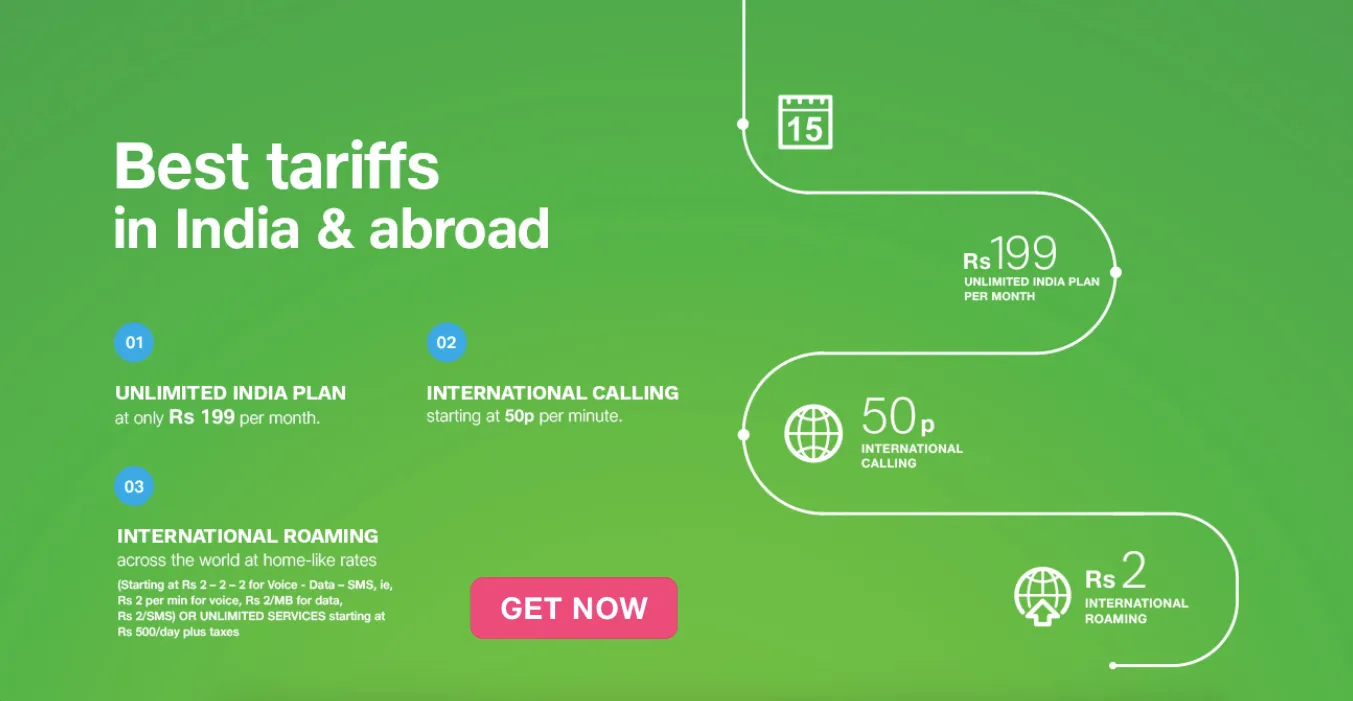 Best tariffs
in India & abroad
01
UNLIMITED INDIA PLAN
at only Rs 199 per month.
02
INTERNATIONAL CALLING
starting at 50p per minute.
03
INTERNATIONAL ROAMING
across the world at home-like rates
(Starting at Rs 2 – 2 – 2 for Voice - Data – SMS, ie,
Rs 2 per min for voice, Rs 2/MB for data,
Rs 2/SMS) OR UNLIMITED SERVICES starting at
Rs 500/day plus taxes
GET NOW
15
Rs 199
UNLIMITED INDIA PLAN
PER MONTH
50p
INTERNATIONAL
CALLING
Rs 2
INTERNATIONAL
ROAMING